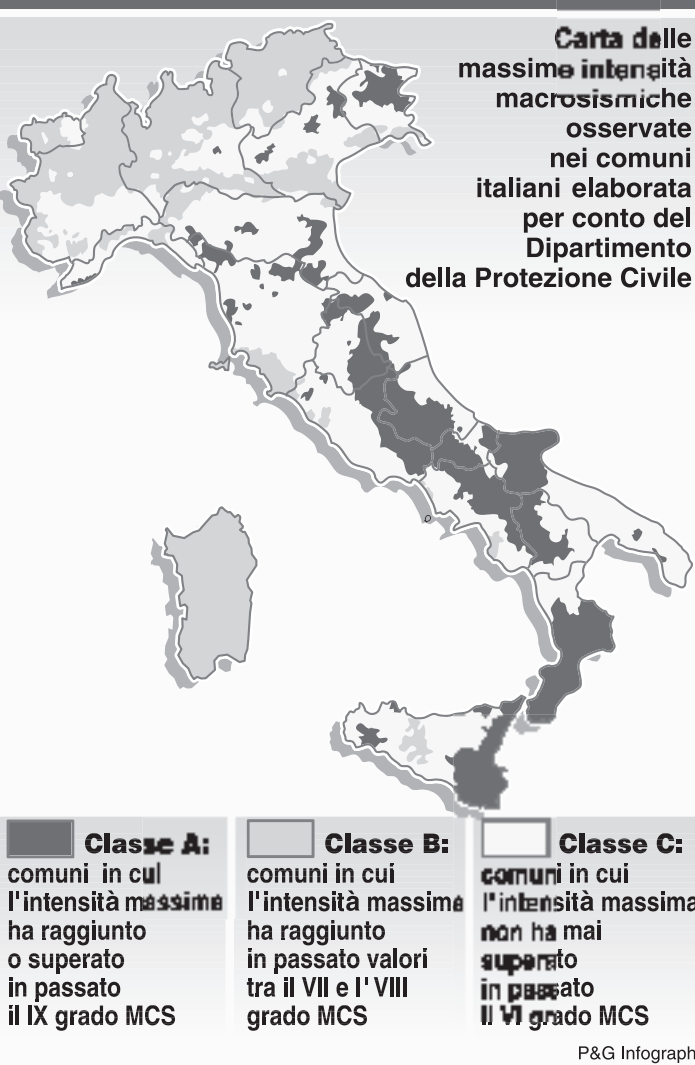 Carta delle
massime intensità
macrosismiche
osservate
nei comuni
italiani elaborata
per conto del
Dipartimento
della Protezione Civile
Classe A:
comuni in cui
l'intensità massima
ha raggiunto
o superato
in passato
il IX grado MCS
Classe B:
comuni in cui
l'intensità massima
ha raggiunto
in passato valori
tra il VII e l'VIII
grado MCS
Classe C:
comuni in cui
l'intensità massima
non ha mai
superato
in passato
il VI grado MCS
P&G Infograph